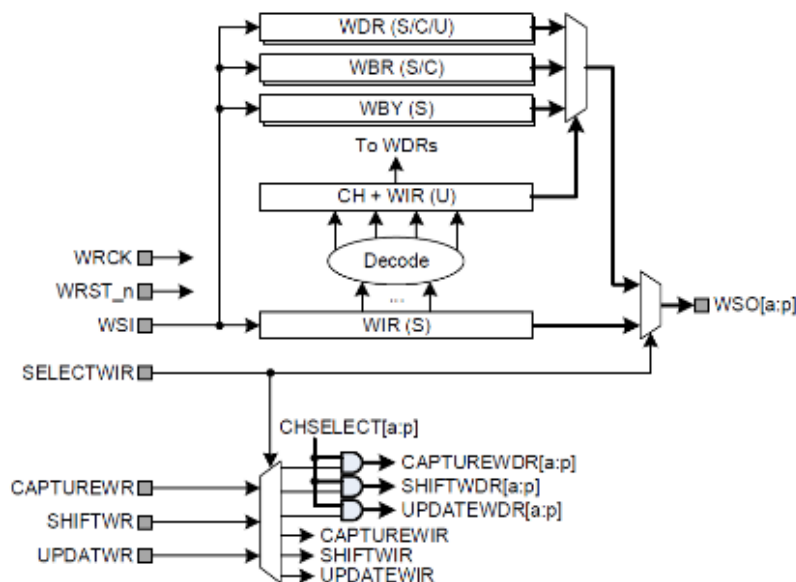 WDR (S/C/U)
WBR (S/C)
WBY (S)
To WDRs
CH + WIR (U)
WRCK
Decode
WRST_n
...
WSI
WIR (S)
WSO[a:p]
SELECTWIR
CHSELECT[a:p]
CAPTUREWDR[a:p]
CAPTUREWR
SHIFTWDR[a:p]
UPDATEWDR[a:p]
SHIFTWR
CAPTUREWIR
SHIFTWIR
UPDATWR
UPDATEWIR